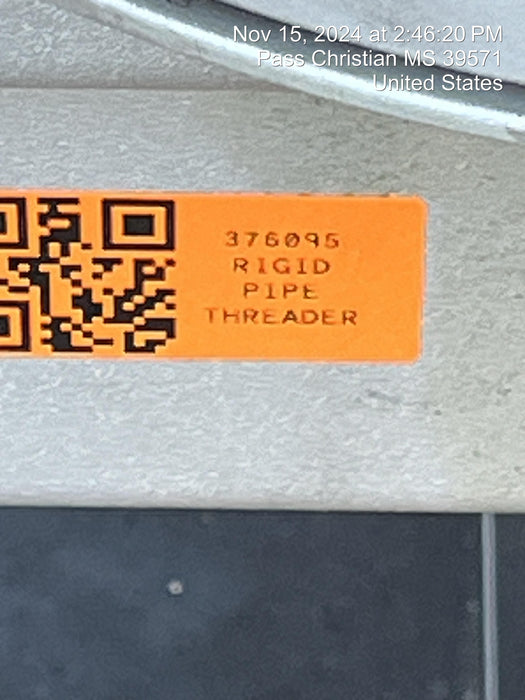 Nov 15, 2024 at 2:46:20 PM
Pass Christian MS 39571
United States
376095
RIGID
PIPE
THREADER